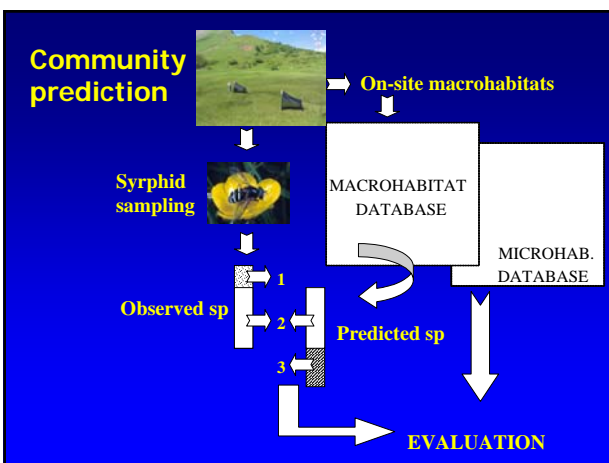 Community
prediction
On-site macrohabitats
Syrphid
sampling
MACROHABITAT
DATABASE
MICROHAB.
DATABASE
1
Observed sp
2
Predicted sp
3
EVALUATION